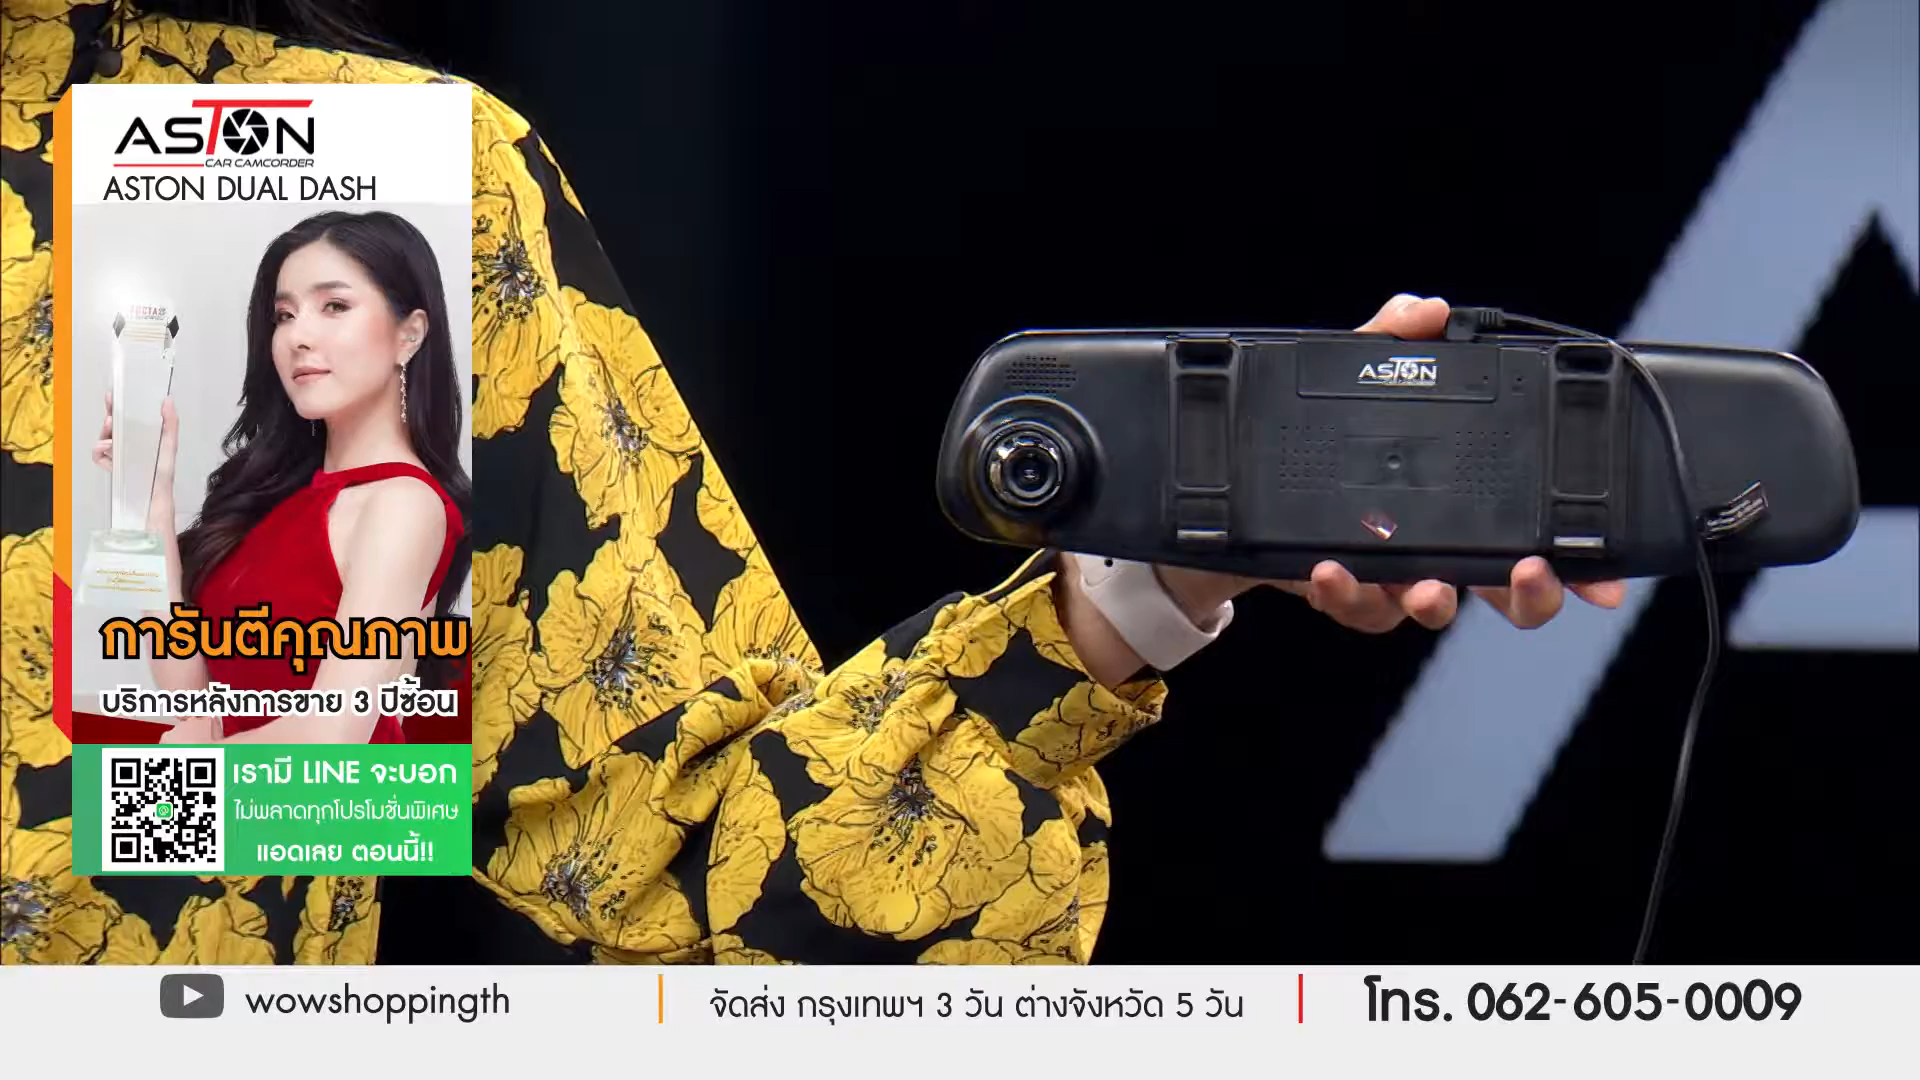 ASTON
CAR CAMCORDER
ASTON DUAL DASH
การันตีคุณภาพ
บริการหลังการขาย 3 ปีซ้อน
เรามี LINE จะบอก
ไม่พลาดทุกโปรโมชั่นพิเศษ
แอดเลย ตอนนี้!!
ASTON
wowshoppingth
จัดส่ง กรุงเทพฯ 3 วัน ต่างจังหวัด 5 วัน
โทร. 062-605-0009